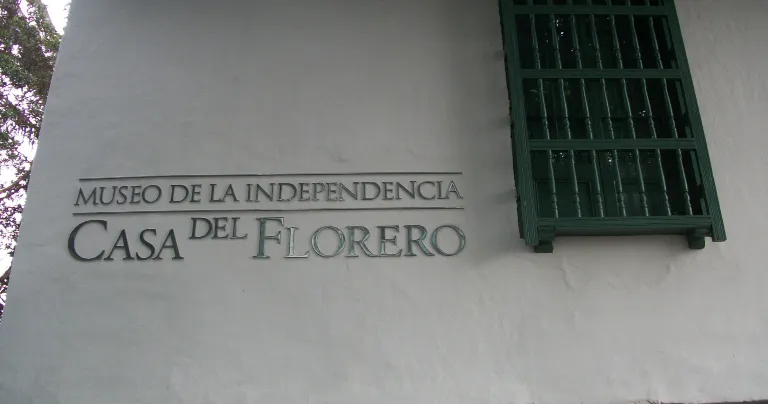 MUSEO DE LA INDEPENDENCIA
CASA DEL FLORERO